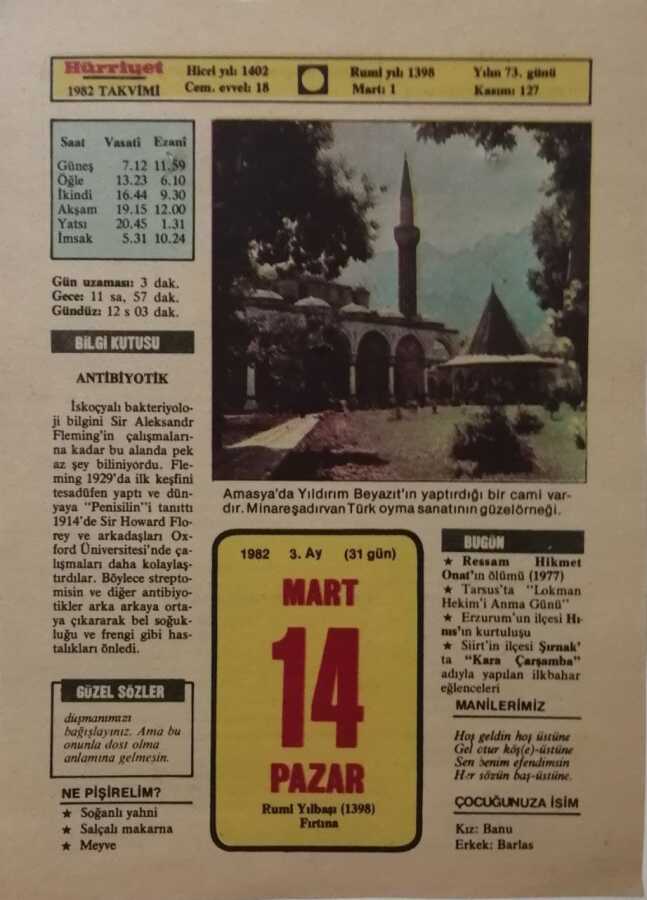 Hürriyet
1982 TAKVİMİ
Hicri yıl: 1402
Cem. evvel: 18
Rumi yıl: 1398
Mart: 1
Yılın 73. günü
Kasım: 127
Saat Vasatî Ezanî
Güneş 7.12 11.59
Öğle 13.23 6.10
İkindi 16.44 9.30
Akşam 19.15 12.00
Yatsı 20.45 1.31
İmsak 5.31 10.24
Gün uzaması: 3 dak.
Gece: 11 sa, 57 dak.
Gündüz: 12 s 03 dak.
BİLGİ KUTUSU
ANTİBİYOTİK
İskoçyalı bakteriyolo-
ji bilgini Sir Aleksandr
Fleming'in çalışmaları-
na kadar bu alanda pek
az şey biliniyordu. Fle-
ming 1929'da ilk keşfini
tesadüfen yaptı ve dün-
yaya "Penisilin"i tanıttı
1914'de Sir Howard Flo-
rey ve arkadaşları Ox-
ford Üniversitesi'nde ça-
lışmaları daha kolaylaş-
tırdılar. Böylece strepto-
misin ve diğer antibiyo-
tikler arka arkaya orta-
ya çıkararak bel soğuk-
luğu ve frengi gibi has-
talıkları önledi.
GÜZEL SÖZLER
düşmanımızı
bağışlayınız. Ama bu
onunla dost olma
anlamına gelmesin.
NE PİŞİRELİM?
★ Soğanlı yahni
★ Salçalı makarna
★ Meyve
Amasya'da Yıldırım Beyazıt'ın yaptırdığı bir cami var-
dır. Minareşadırvan Türk oyma sanatının güzelörneği.
1982 3. Ay (31 gün)
MART
14
PAZAR
Rumi Yılbaşı (1398)
Fırtına
BUGÜN
★ Ressam Hikmet
Onat'ın ölümü (1977)
★ Tarsus'ta "Lokman
Hekim'i Anma Günü"
★ Erzurum'un ilçesi Hı-
nıs'ın kurtuluşu
★ Siirt'in ilçesi Şırnak'
ta "Kara Çarşamba"
adıyla yapılan ilkbahar
eğlenceleri
MANİLERİMİZ
Hoş geldin hoş üstüne
Gel otur köş(e)-üstüne
Sen benim efendimsin
Her sözün baş-üstüne.
ÇOCUĞUNUZA İSİM
Kız: Banu
Erkek: Barlas